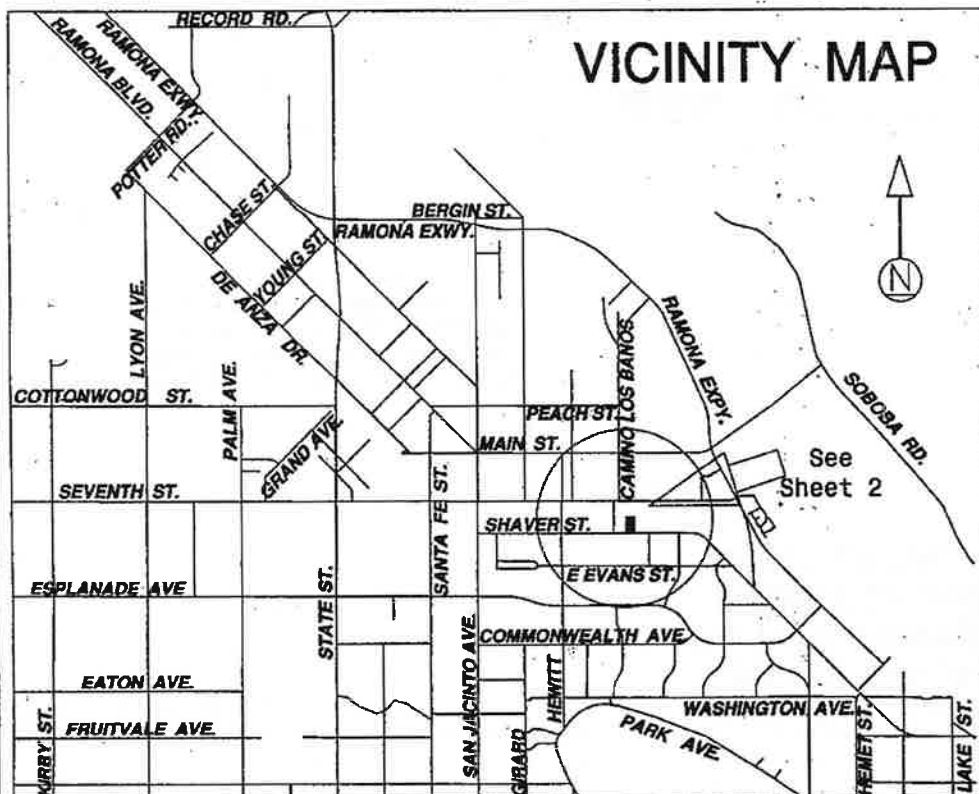 RECORD RD.
VICINITY MAP
RAMONA EXWY.
RAMONA BLVD.
POTTER RD.
CHASE ST.
BERGIN ST.
RAMONA EXWY.
YOUNG ST.
DE ANZA DR.
N
LYON AVE.
PALM AVE.
CAMINO LOS BANOS
RAMONA EXPY.
SOBOBA RD.
COTTONWOOD ST.
GRAND AVE.
PEACH ST.
MAIN ST.
See
Sheet 2
SEVENTH ST.
SANTA FE ST.
SHAVER ST.
E EVANS ST.
ESPLANADE AVE
STATE ST.
COMMONWEALTH AVE.
SAN JACINTO AVE.
HEWITT
EATON AVE.
WASHINGTON AVE.
FRUITVALE AVE.
PARK AVE.
KIRBY ST.
GIRARD
HEMET ST.
LAKE ST.